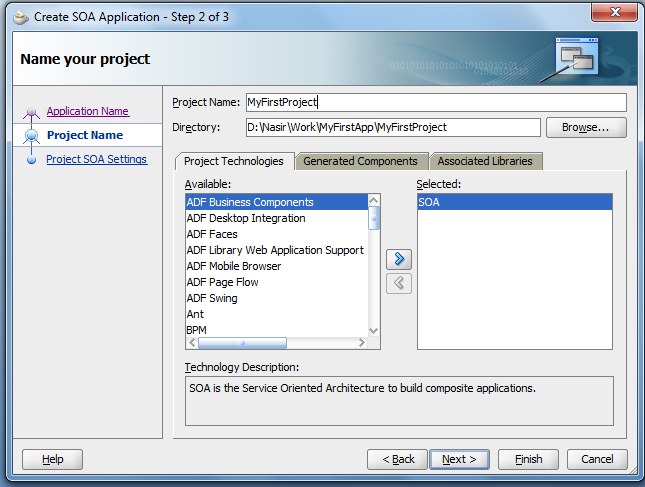 Create SOA Application - Step 2 of 3
Name your project
Application Name
Project Name
Project SOA Settings
Project Name: MyFirstProject
Directory: D:\Nasir\Work\MyFirstApp\MyFirstProject Browse...
Project Technologies Generated Components Associated Libraries
Available: Selected:
ADF Business Components SOA
ADF Desktop Integration
ADF Faces
ADF Library Web Application Support
ADF Mobile Browser
ADF Page Flow
ADF Swing
Ant
BPM
Technology Description:
SOA is the Service Oriented Architecture to build composite applications.
Help < Back Next > Finish Cancel